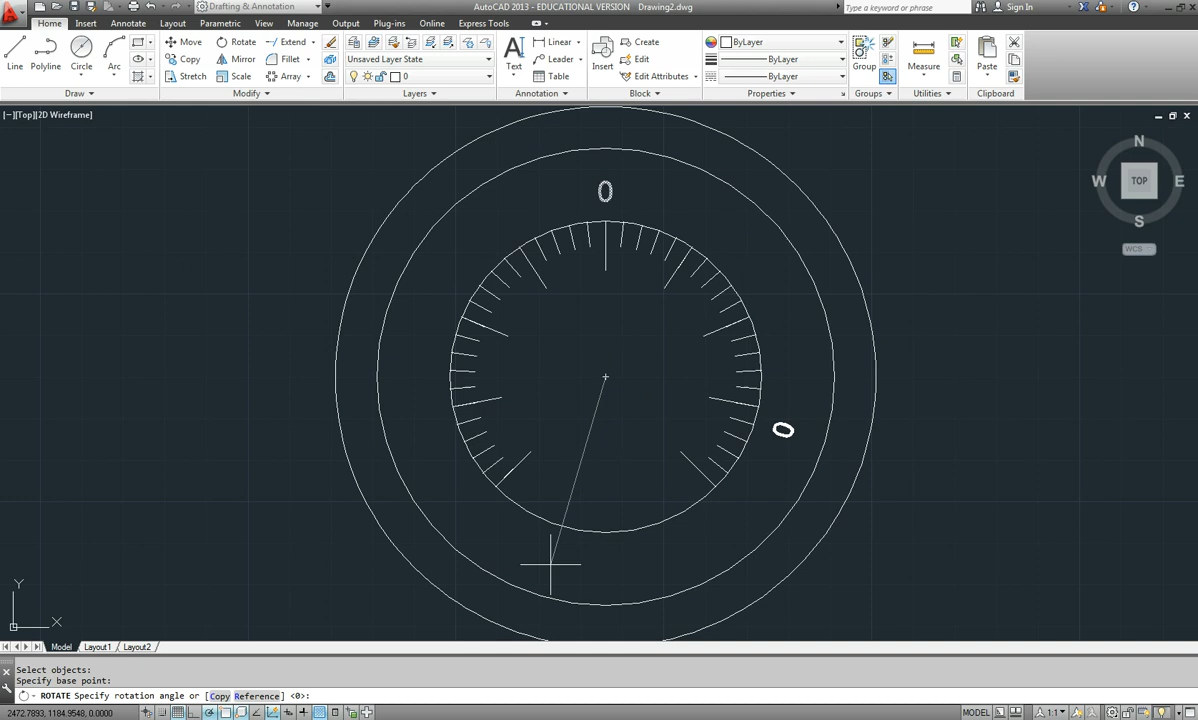 AutoCAD 2013 - EDUCATIONAL VERSION Drawing2.dwg
Drafting & Annotation
Type a keyword or phrase
Sign In
Home Insert Annotate Layout Parametric View Manage Output Plug-ins Online Express Tools
Line Polyline Circle Arc
Move Rotate Extend
Copy Mirror Fillet
Stretch Scale Array
Unsaved Layer State
0
Text
Linear
Leader
Table
Insert
Create
Edit
Edit Attributes
ByLayer
ByLayer
ByLayer
Group
Measure
Paste
Draw Modify Layers Annotation Block Properties Groups Utilities Clipboard
[−][Top][2D Wireframe]
N
W TOP E
S
WCS
0
0
Y
X
Model Layout1 Layout2
Select objects:
Specify base point:
ROTATE Specify rotation angle or [Copy Reference] <0>:
2472.7893, 1184.9548, 0.0000
MODEL
1:1